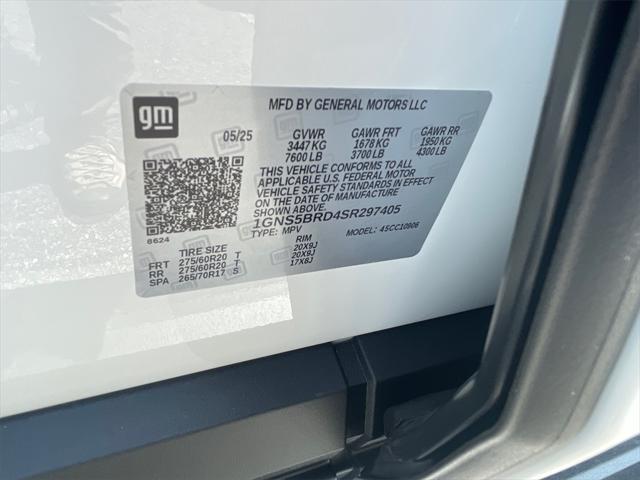 gm
MFD BY GENERAL MOTORS LLC
05/25 GVWR GAWR FRT GAWR RR
3447 KG 1678 KG 1950 KG
7600 LB 3700 LB 4300 LB
THIS VEHICLE CONFORMS TO ALL
APPLICABLE U.S. FEDERAL MOTOR
VEHICLE SAFETY STANDARDS IN EFFECT
ON THE DATE OF MANUFACTURE
SHOWN ABOVE.
1GNS5BRD4SR297405
TYPE: MPV MODEL: 4SCC10906
8624
TIRE SIZE RIM
FRT 275/60R20 T 20X9J
RR 275/60R20 T 20X9J
SPA 265/70R17 S 17X8J